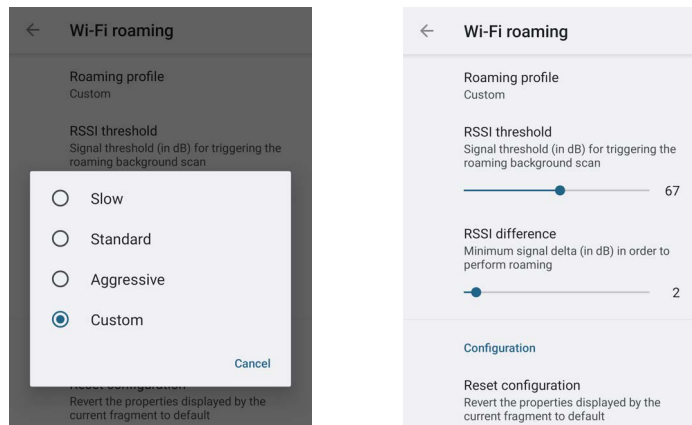 Wi-Fi roaming
Roaming profile
Custom
RSSI threshold
Signal threshold (in dB) for triggering the
roaming background scan
Slow
Standard
Aggressive
Custom
Cancel
Reset configuration
Revert the properties displayed by the
current fragment to default
Wi-Fi roaming
Roaming profile
Custom
RSSI threshold
Signal threshold (in dB) for triggering the
roaming background scan
67
RSSI difference
Minimum signal delta (in dB) in order to
perform roaming
2
Configuration
Reset configuration
Revert the properties displayed by the
current fragment to default